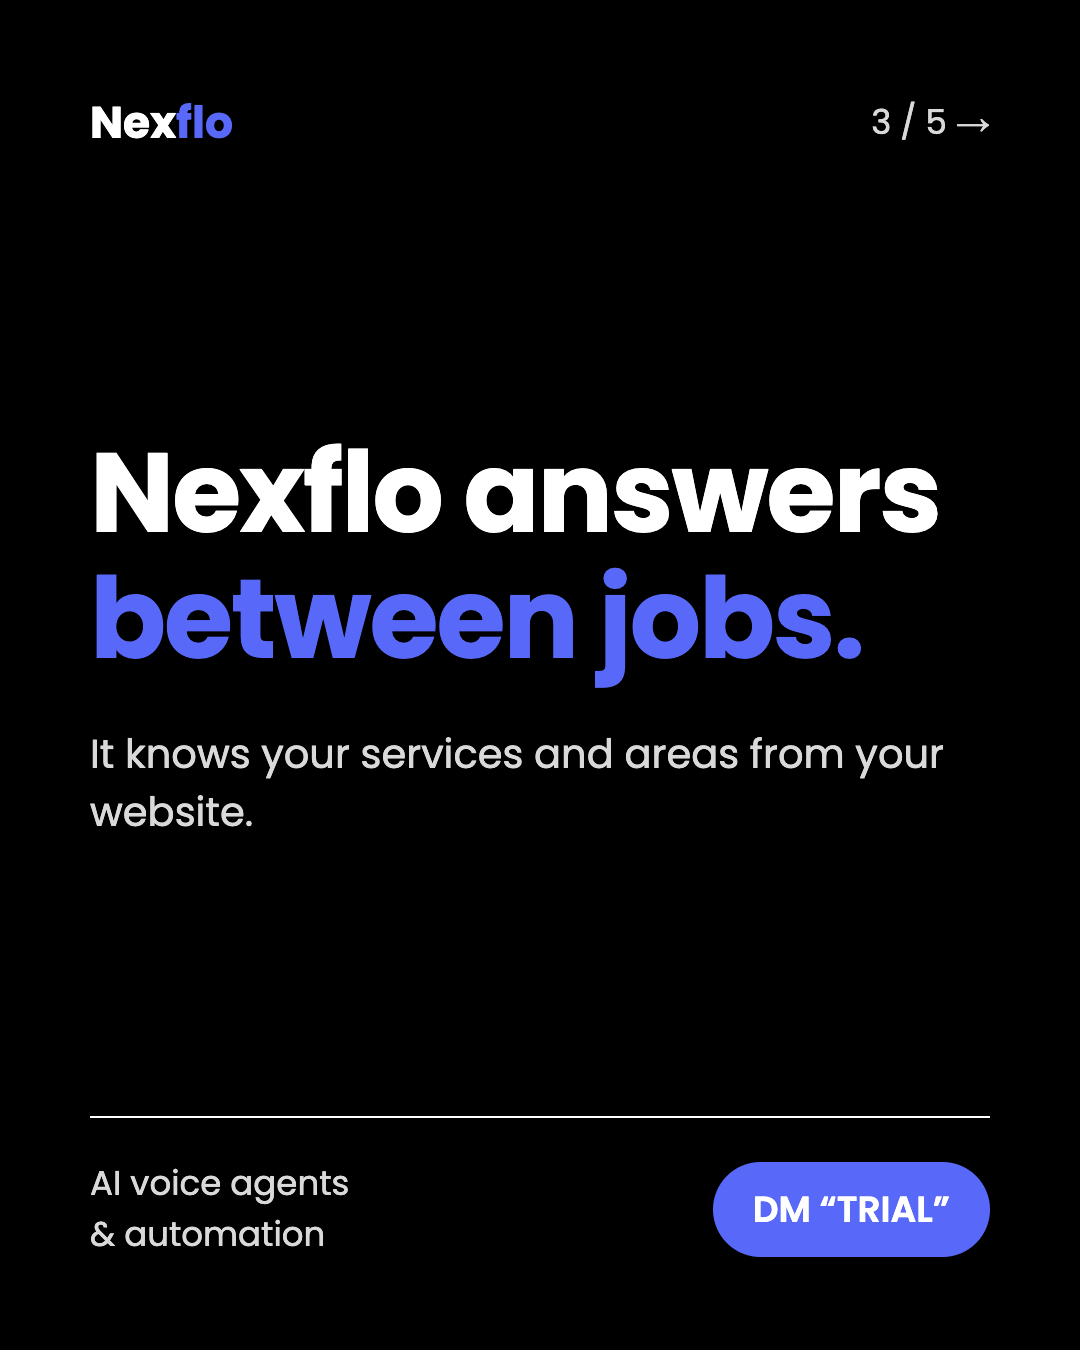 Nexflo
3 / 5 →
Nexflo answers
between jobs.
It knows your services and areas from your
website.
AI voice agents
& automation
DM “TRIAL”